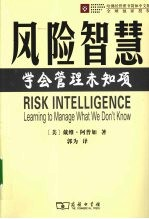 风险智慧
学会管理未知项
RISK INTELLIGENCE
Learning to Manage What We Don't Know
[美] 戴维·阿普加 著
郭为 译
商务印书馆